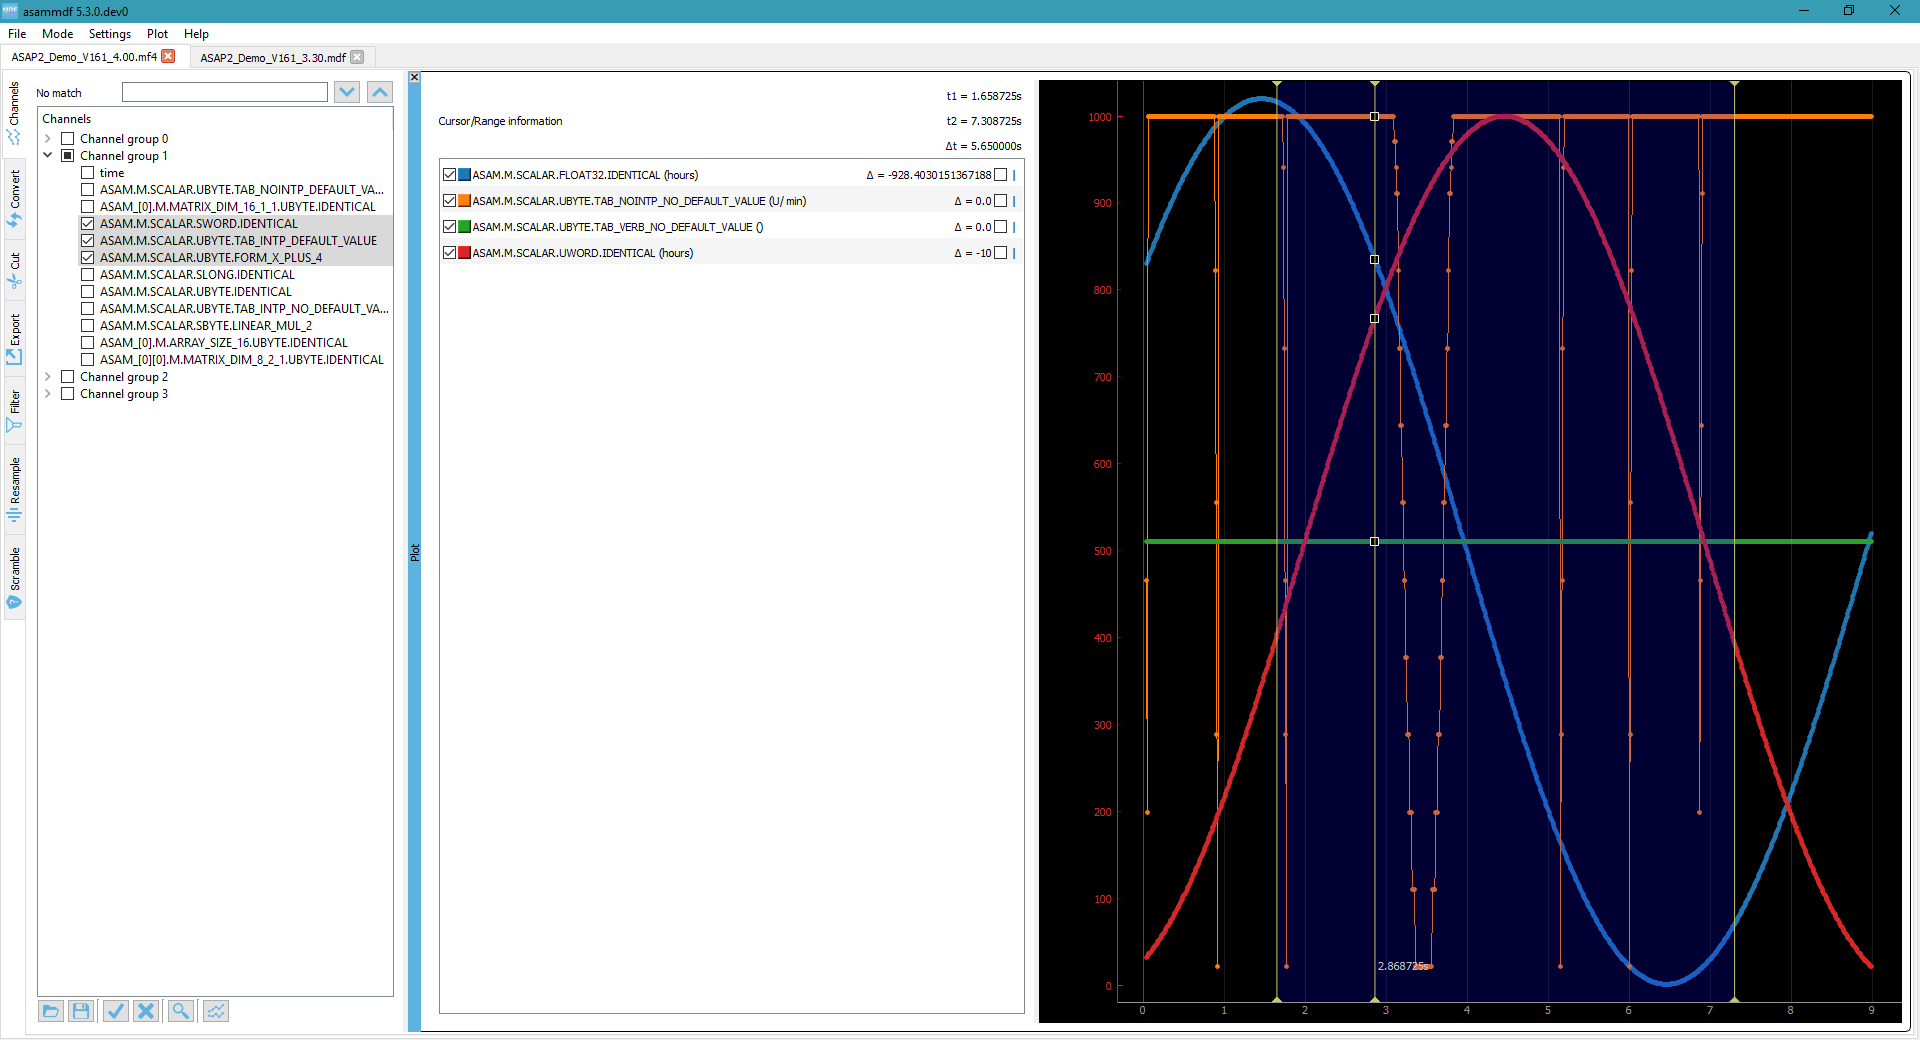 asammdf 5.3.0.dev0
File Mode Settings Plot Help
ASAP2_Demo_V161_4.00.mf4 ASAP2_Demo_V161_3.30.mdf
Channels
Convert
Cut
Export
Filter
Resample
Scramble
No match
Channels
Channel group 0
Channel group 1
time
ASAM.M.SCALAR.UBYTE.TAB_NOINTP_DEFAULT_VA...
ASAM_[0].M.MATRIX_DIM_16_1_1.UBYTE.IDENTICAL
ASAM.M.SCALAR.SWORD.IDENTICAL
ASAM.M.SCALAR.UBYTE.TAB_INTP_DEFAULT_VALUE
ASAM.M.SCALAR.UBYTE.FORM_X_PLUS_4
ASAM.M.SCALAR.SLONG.IDENTICAL
ASAM.M.SCALAR.UBYTE.IDENTICAL
ASAM.M.SCALAR.UBYTE.TAB_INTP_NO_DEFAULT_VA...
ASAM.M.SCALAR.SBYTE.LINEAR_MUL_2
ASAM_[0].M.ARRAY_SIZE_16.UBYTE.IDENTICAL
ASAM_[0][0].M.MATRIX_DIM_8_2_1.UBYTE.IDENTICAL
Channel group 2
Channel group 3
Plot
t1 = 1.658725s
Cursor/Range information t2 = 7.308725s
Δt = 5.650000s
ASAM.M.SCALAR.FLOAT32.IDENTICAL (hours) Δ = -928.4030151367188
ASAM.M.SCALAR.UBYTE.TAB_NOINTP_NO_DEFAULT_VALUE (U/min) Δ = 0.0
ASAM.M.SCALAR.UBYTE.TAB_VERB_NO_DEFAULT_VALUE () Δ = 0.0
ASAM.M.SCALAR.UWORD.IDENTICAL (hours) Δ = -10
1000
900
800
700
600
500
400
300
200
100
0
2.868725s
0 1 2 3 4 5 6 7 8 9